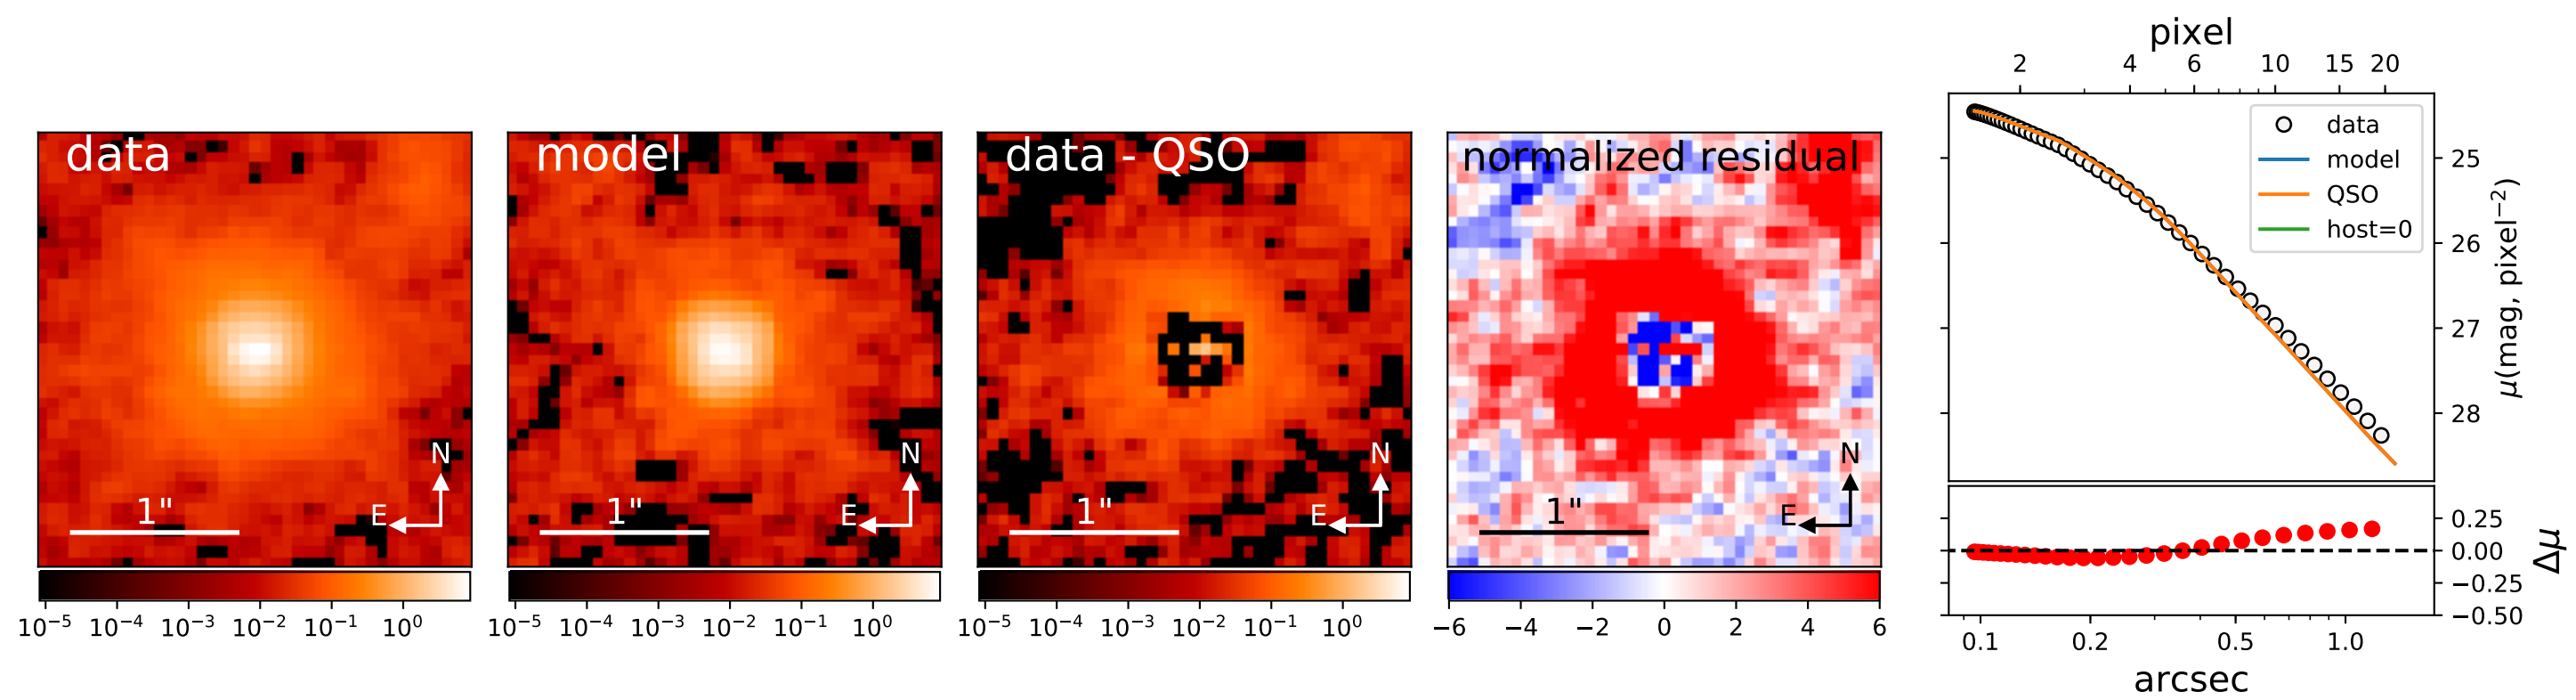 data
N
E
1"
10⁻⁵ 10⁻⁴ 10⁻³ 10⁻² 10⁻¹ 10⁰
model
N
E
1"
10⁻⁵ 10⁻⁴ 10⁻³ 10⁻² 10⁻¹ 10⁰
data - QSO
N
E
1"
10⁻⁵ 10⁻⁴ 10⁻³ 10⁻² 10⁻¹ 10⁰
normalized residual
N
E
1"
−6 −4 −2 0 2 4 6
pixel
2 4 6 10 15 20
data
model
QSO
host=0
25
26
27
28
μ(mag, pixel⁻²)
0.25
0.00
−0.25
−0.50
Δμ
0.1 0.2 0.5 1.0
arcsec